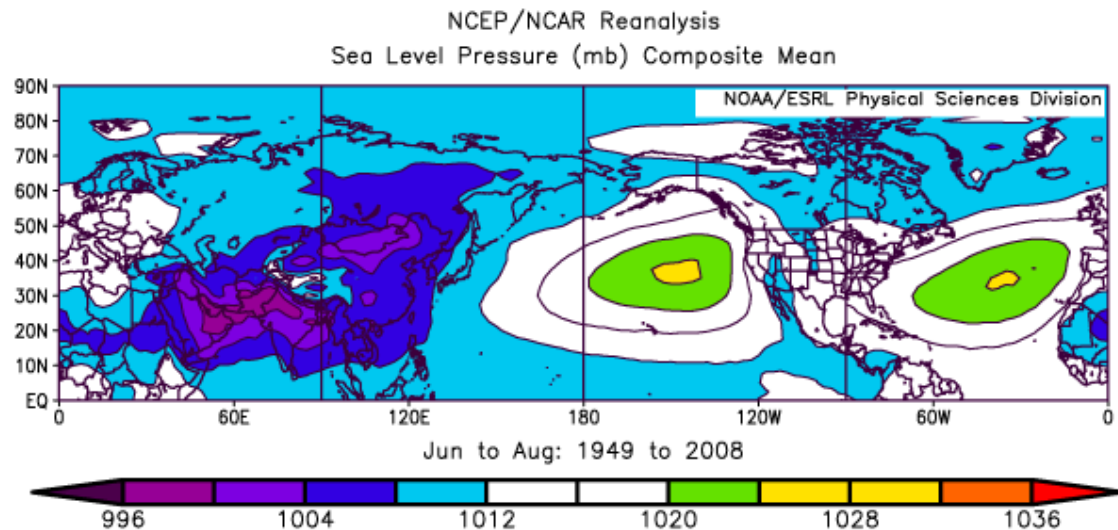 NCEP/NCAR Reanalysis
Sea Level Pressure (mb) Composite Mean
NOAA/ESRL Physical Sciences Division
90N
80N
70N
60N
50N
40N
30N
20N
10N
EQ
0 60E 120E 180 120W 60W 0
Jun to Aug: 1949 to 2008
996 1004 1012 1020 1028 1036